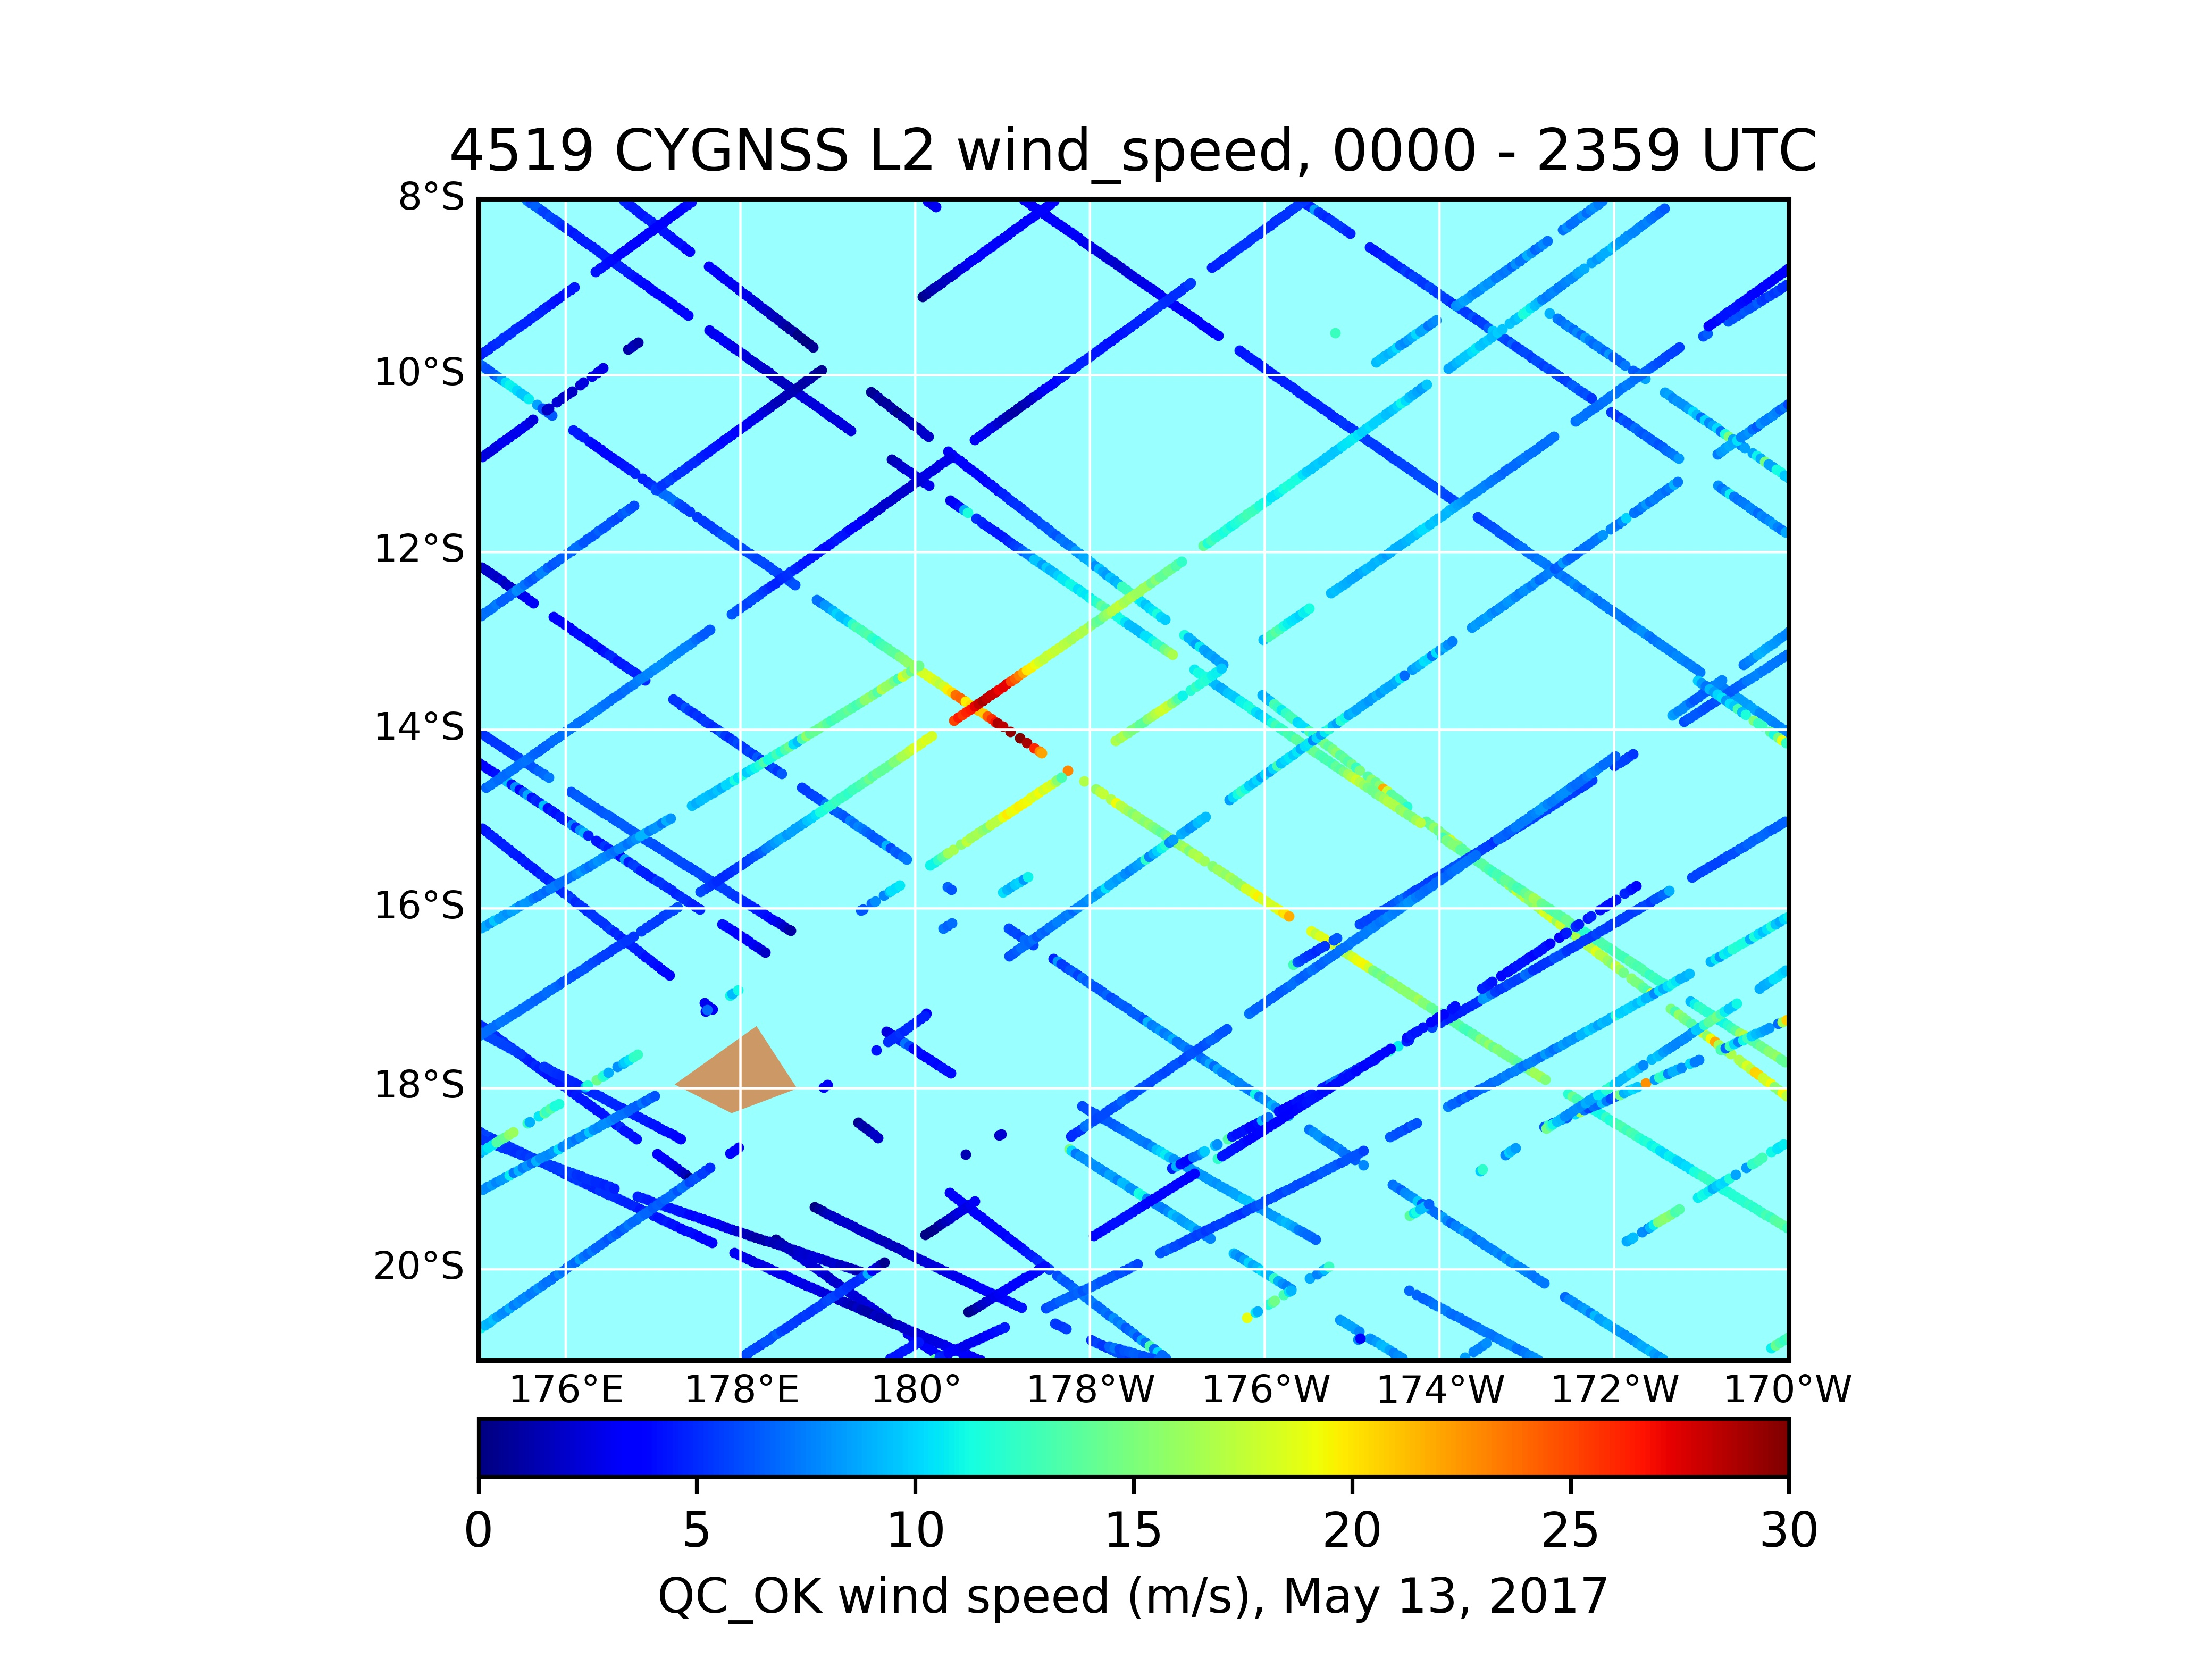 4519 CYGNSS L2 wind_speed, 0000 - 2359 UTC
8°S
10°S
12°S
14°S
16°S
18°S
20°S
176°E 178°E 180° 178°W 176°W 174°W 172°W 170°W
0 5 10 15 20 25 30
QC_OK wind speed (m/s), May 13, 2017